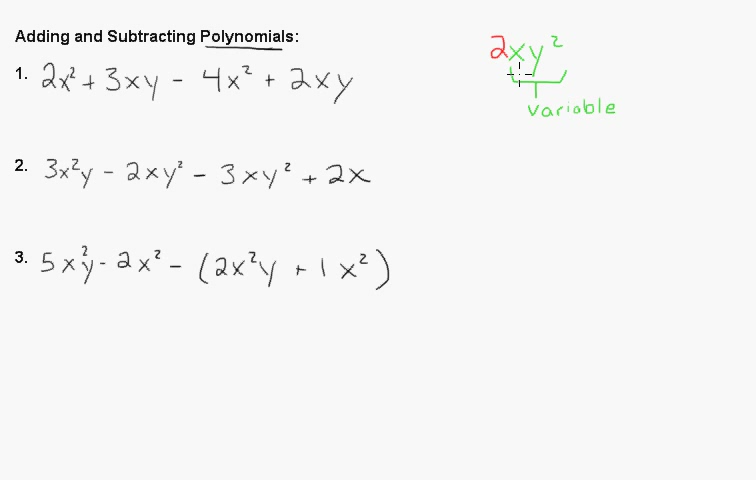 Adding and Subtracting Polynomials:
2xy²
variable
1. 2x² + 3xy - 4x² + 2xy
2. 3x²y - 2xy² - 3xy² + 2x
3. 5x²y - 2x² - (2x²y + 1x²)